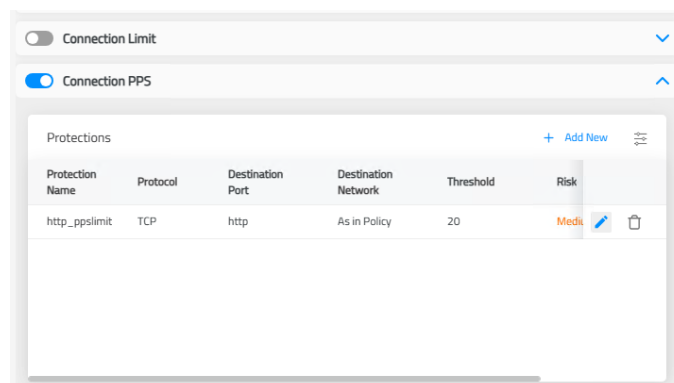 Connection Limit
Connection PPS
Protections
+ Add New
Protection Name Protocol Destination Port Destination Network Threshold Risk
http_ppslimit TCP http As in Policy 20